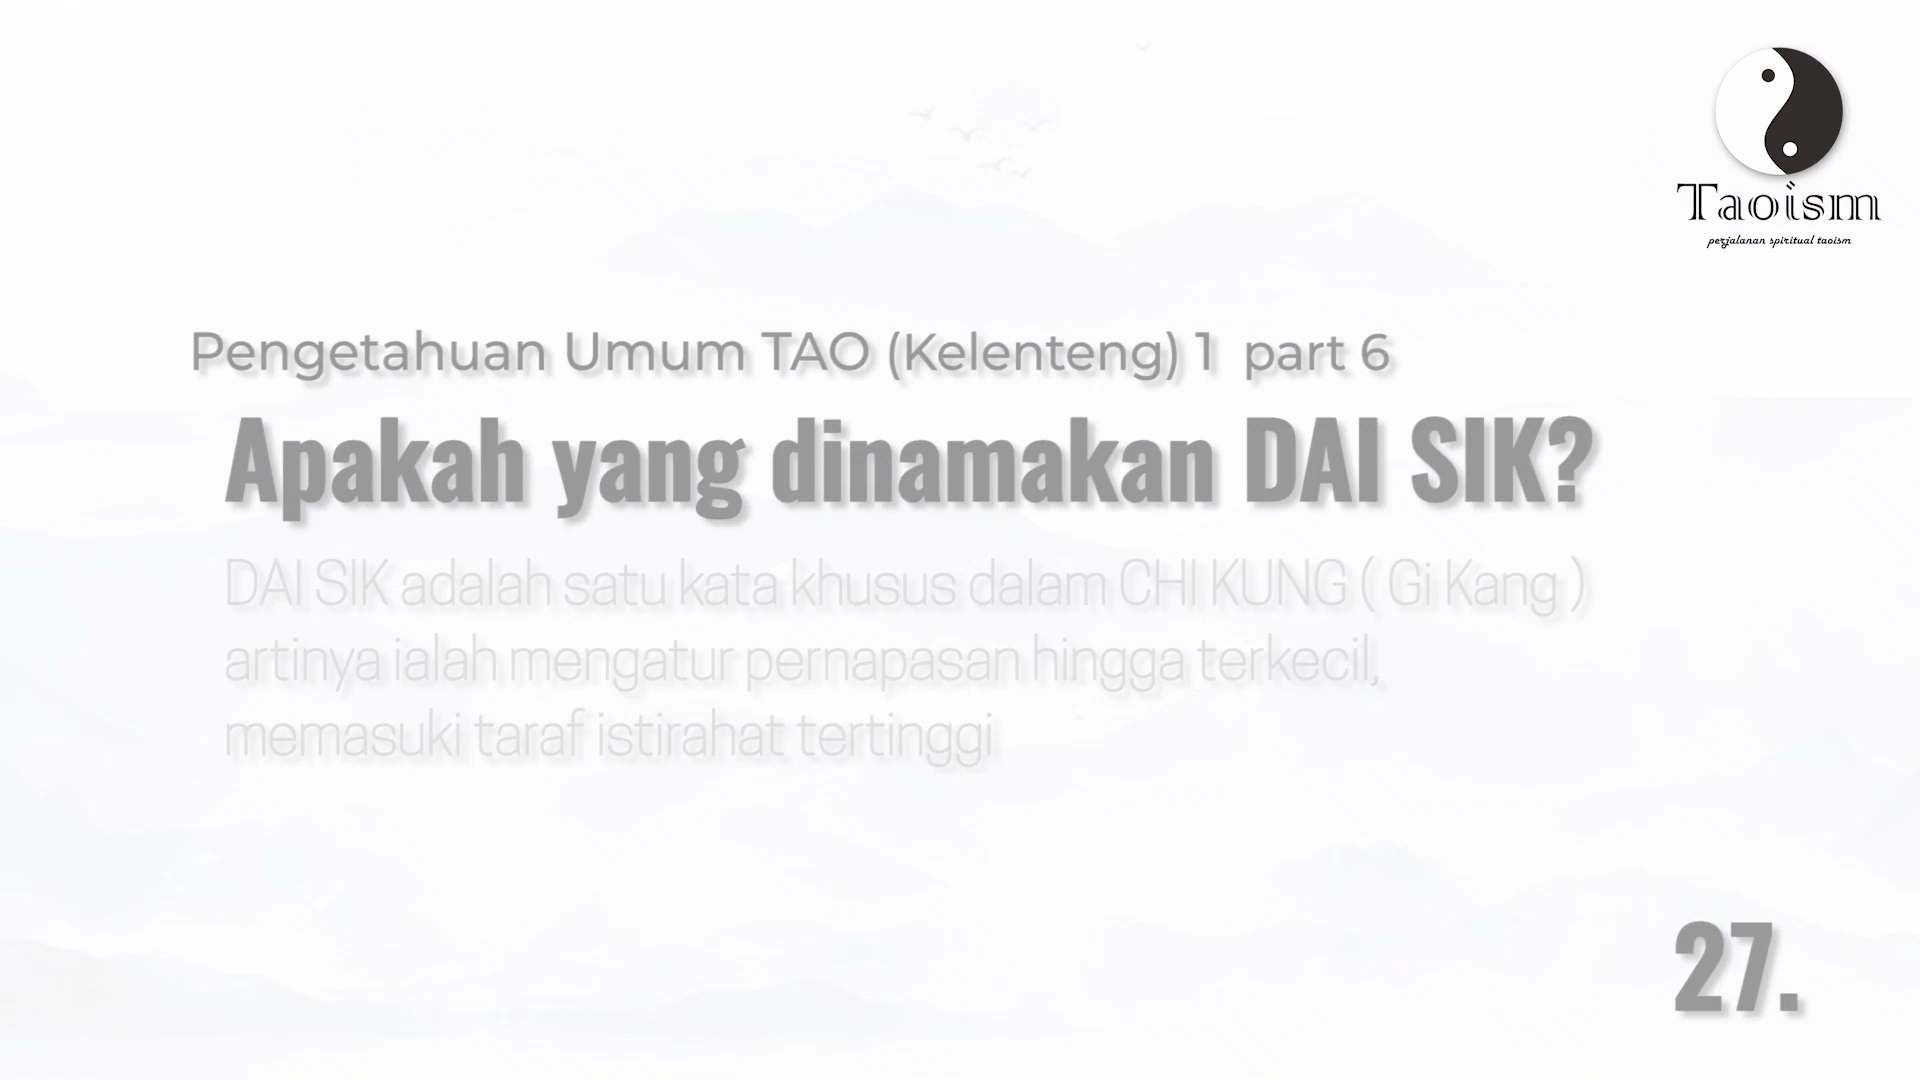 Taoism
perjalanan spiritual taoism
Pengetahuan Umum TAO (Kelenteng) 1 part 6
Apakah yang dinamakan DAI SIK?
DAI SIK adalah satu kata khusus dalam CHI KUNG ( Gi Kang )
artinya ialah mengatur pernapasan hingga terkecil,
memasuki taraf istirahat tertinggi
27.